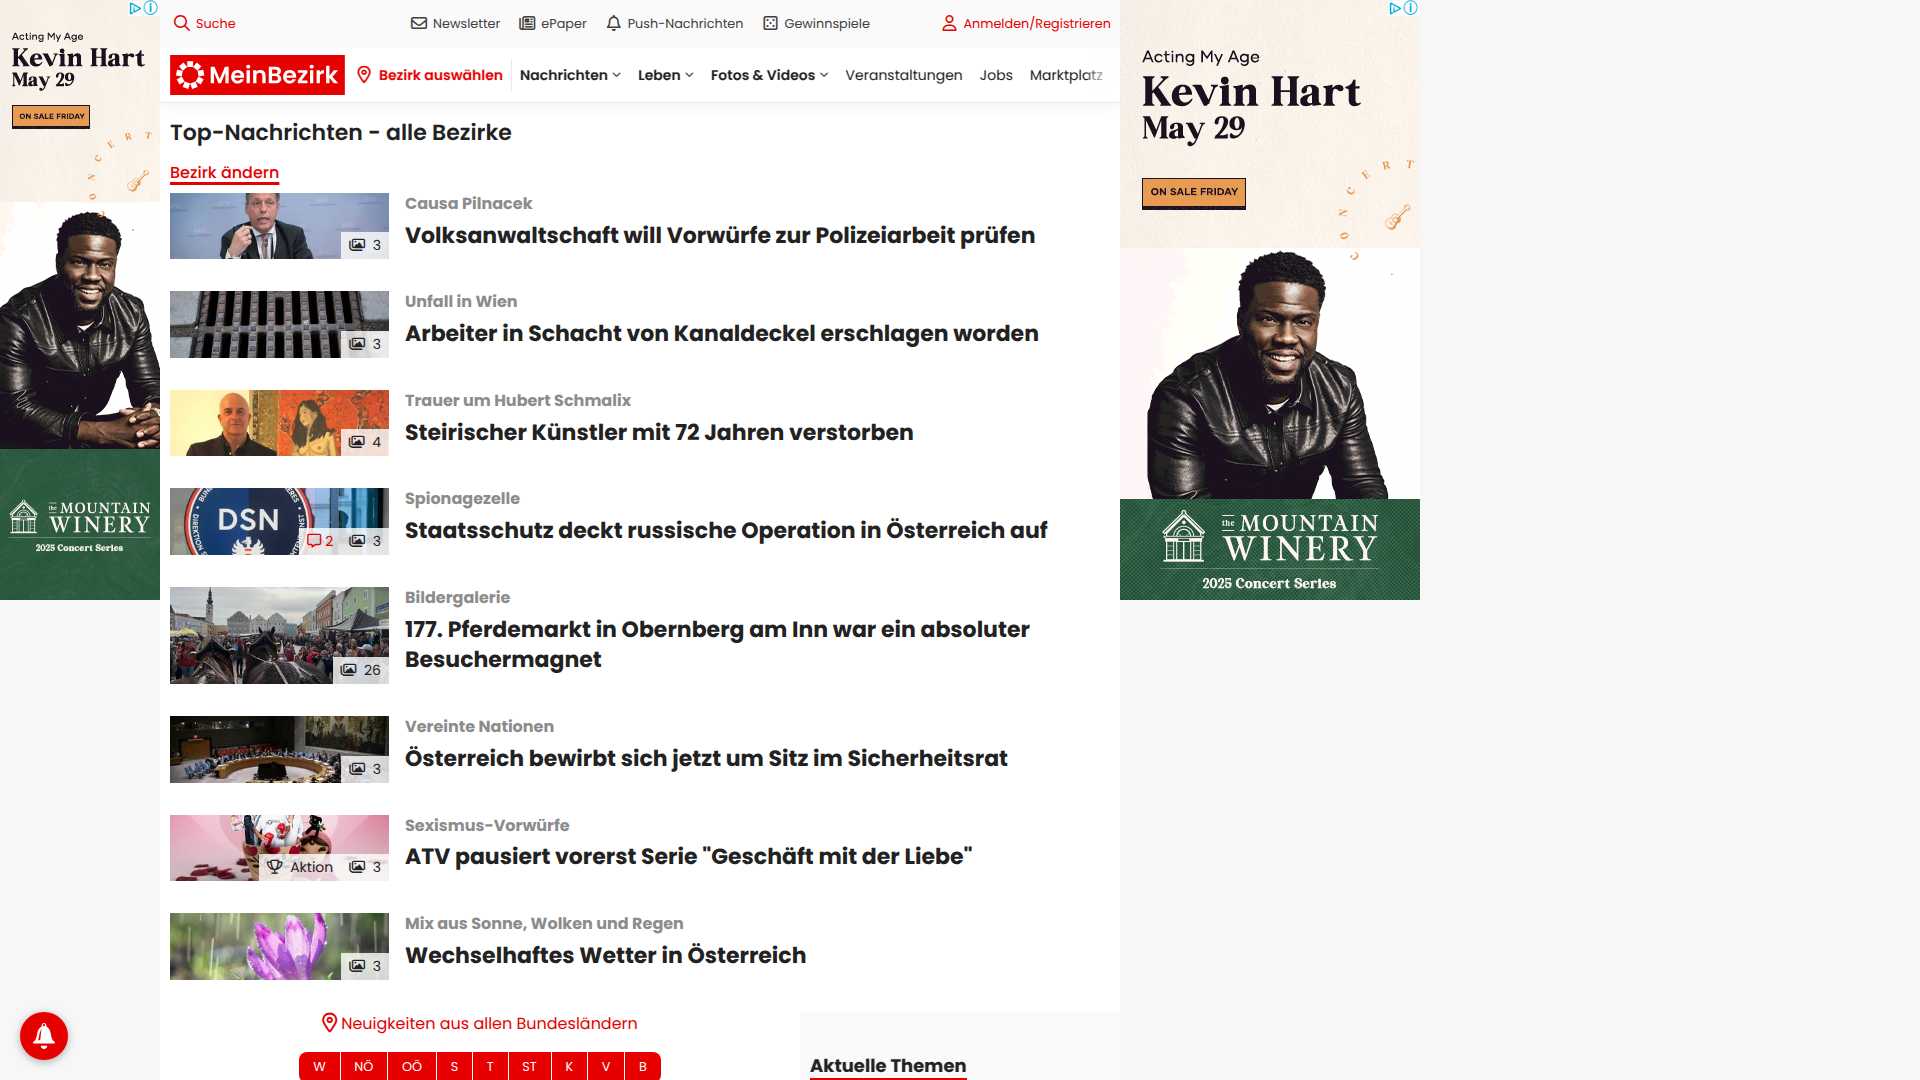 Suche
Newsletter
ePaper
Push-Nachrichten
Gewinnspiele
Anmelden/Registrieren
MeinBezirk
Bezirk auswählen
Nachrichten
Leben
Fotos & Videos
Veranstaltungen
Jobs
Marktplatz
Acting My Age
Kevin Hart
May 29
ON SALE FRIDAY
CONCERT
the MOUNTAIN
WINERY
2025 Concert Series
Top-Nachrichten - alle Bezirke
Bezirk ändern
3
Causa Pilnacek
Volksanwaltschaft will Vorwürfe zur Polizeiarbeit prüfen
3
Unfall in Wien
Arbeiter in Schacht von Kanaldeckel erschlagen worden
4
Trauer um Hubert Schmalix
Steirischer Künstler mit 72 Jahren verstorben
DSN
2
3
Spionagezelle
Staatsschutz deckt russische Operation in Österreich auf
26
Bildergalerie
177. Pferdemarkt in Obernberg am Inn war ein absoluter
Besuchermagnet
3
Vereinte Nationen
Österreich bewirbt sich jetzt um Sitz im Sicherheitsrat
Aktion
3
Sexismus-Vorwürfe
ATV pausiert vorerst Serie "Geschäft mit der Liebe"
3
Mix aus Sonne, Wolken und Regen
Wechselhaftes Wetter in Österreich
Neuigkeiten aus allen Bundesländern
W NÖ OÖ S T ST K V B
Aktuelle Themen
Acting My Age
Kevin Hart
May 29
ON SALE FRIDAY
CONCERT
the MOUNTAIN
WINERY
2025 Concert Series